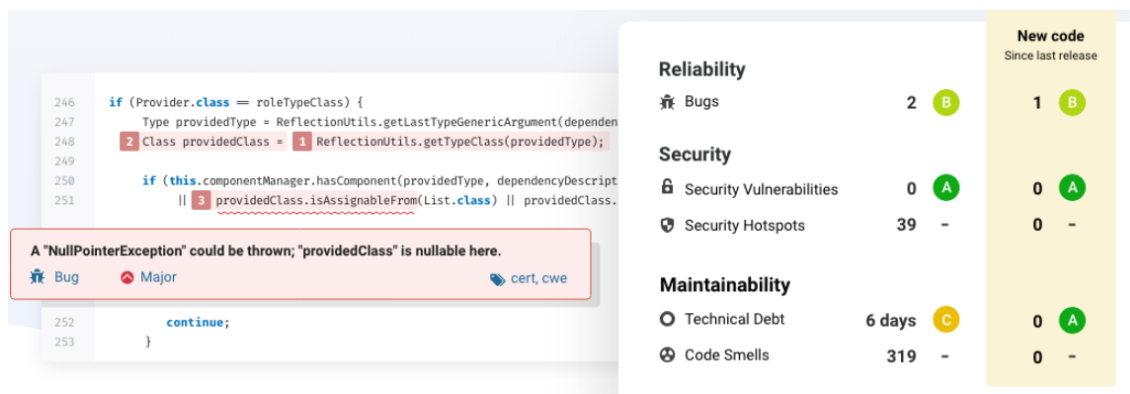 246 if (Provider.class == roleTypeClass) {
247 Type providedType = ReflectionUtils.getLastTypeGenericArgument(dependen
248 2 Class providedClass = 1 ReflectionUtils.getTypeClass(providedType);
249
250 if (this.componentManager.hasComponent(providedType, dependencyDescript
251 || 3 providedClass.isAssignableFrom(List.class) || providedClass.
A "NullPointerException" could be thrown; "providedClass" is nullable here.
Bug Major cert, cwe
252 continue;
253 }
New code
Since last release
Reliability
Bugs 2 B 1 B
Security
Security Vulnerabilities 0 A 0 A
Security Hotspots 39 - 0 -
Maintainability
Technical Debt 6 days C 0 A
Code Smells 319 - 0 -